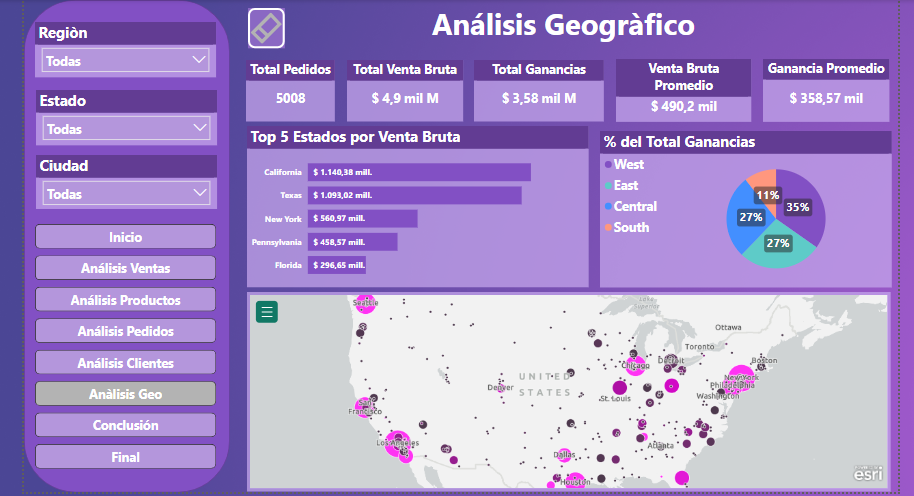 Análisis Geogràfico
Regiòn
Todas
Estado
Todas
Ciudad
Todas
Inicio
Análisis Ventas
Análisis Productos
Análisis Pedidos
Análisis Clientes
Anàlisis Geo
Conclusión
Final
Total Pedidos
5008
Total Venta Bruta
$ 4,9 mil M
Total Ganancias
$ 3,58 mil M
Venta Bruta
Promedio
$ 490,2 mil
Ganancia Promedio
$ 358,57 mil
Top 5 Estados por Venta Bruta
California
$ 1.140,38 mill.
Texas
$ 1.093,02 mill.
New York
$ 560,97 mill.
Pennsylvania
$ 458,57 mill.
Florida
$ 296,65 mill.
% del Total Ganancias
West
East
Central
South
11%
35%
27%
27%
Seattle
Lake
Superior
Ottawa
Toronto
Detroit
Boston
Chicago
New York
Philadelphia
Denver
UNITED
STATES
St. Louis
Washington
San
Francisco
Los Angeles
Atlanta
Dallas
Houston
esri